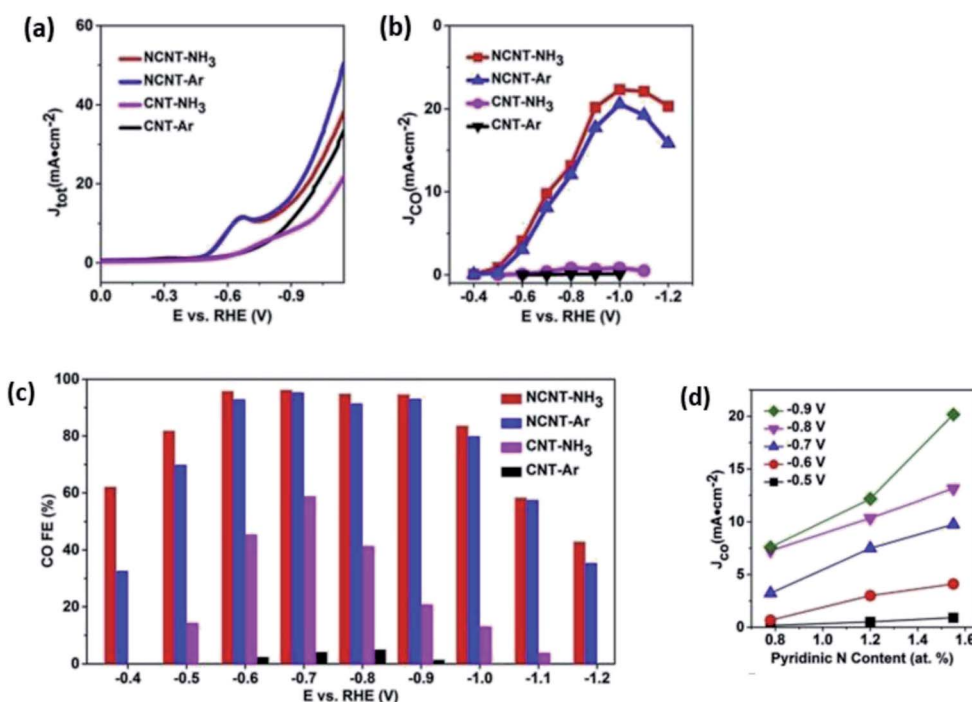 (a)
60
40
20
0
J_tot(mA•cm-2)
NCNT-NH3
NCNT-Ar
CNT-NH3
CNT-Ar
0.0 -0.3 -0.6 -0.9
E vs. RHE (V)
(b)
0
20
10
0
J_CO(mA•cm-2)
NCNT-NH3
NCNT-Ar
CNT-NH3
CNT-Ar
-0.4 -0.6 -0.8 -1.0 -1.2
E vs. RHE (V)
(c)
100
80
60
40
20
0
CO FE (%)
NCNT-NH3
NCNT-Ar
CNT-NH3
CNT-Ar
-0.4 -0.5 -0.6 -0.7 -0.8 -0.9 -1.0 -1.1 -1.2
E vs. RHE (V)
(d)
20
15
10
5
0
J_CO(mA•cm-2)
-0.9 V
-0.8 V
-0.7 V
-0.6 V
-0.5 V
0.8 1.0 1.2 1.4 1.6
Pyridinic N Content (at. %)